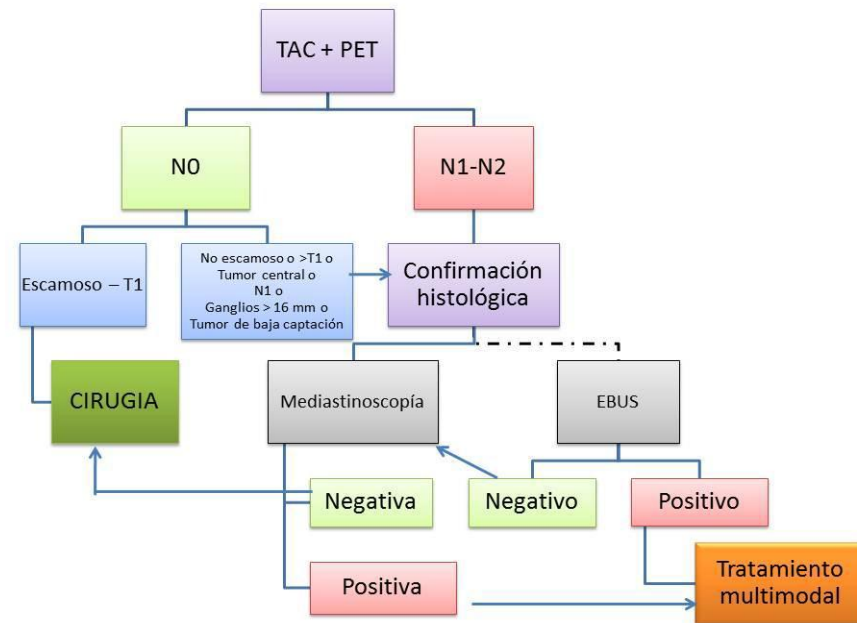 TAC + PET
N0
N1-N2
Escamoso – T1
No escamoso o >T1 o
Tumor central o
N1 o
Ganglios > 16 mm o
Tumor de baja captación
Confirmación
histológica
CIRUGIA
Mediastinoscopía
EBUS
Negativa
Negativo
Positivo
Positiva
Tratamiento
multimodal